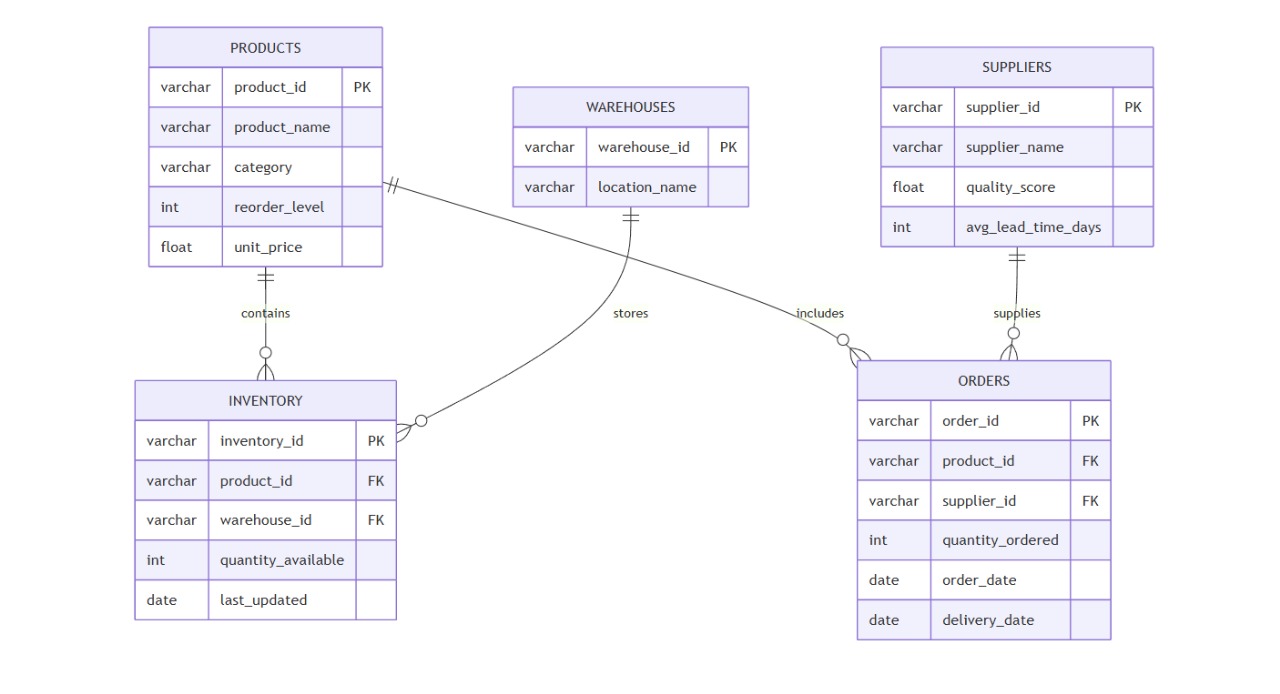 PRODUCTS
varchar product_id PK
varchar product_name
varchar category
int reorder_level
float unit_price
WAREHOUSES
varchar warehouse_id PK
varchar location_name
SUPPLIERS
varchar supplier_id PK
varchar supplier_name
float quality_score
int avg_lead_time_days
contains
stores
includes
supplies
INVENTORY
varchar inventory_id PK
varchar product_id FK
varchar warehouse_id FK
int quantity_available
date last_updated
ORDERS
varchar order_id PK
varchar product_id FK
varchar supplier_id FK
int quantity_ordered
date order_date
date delivery_date